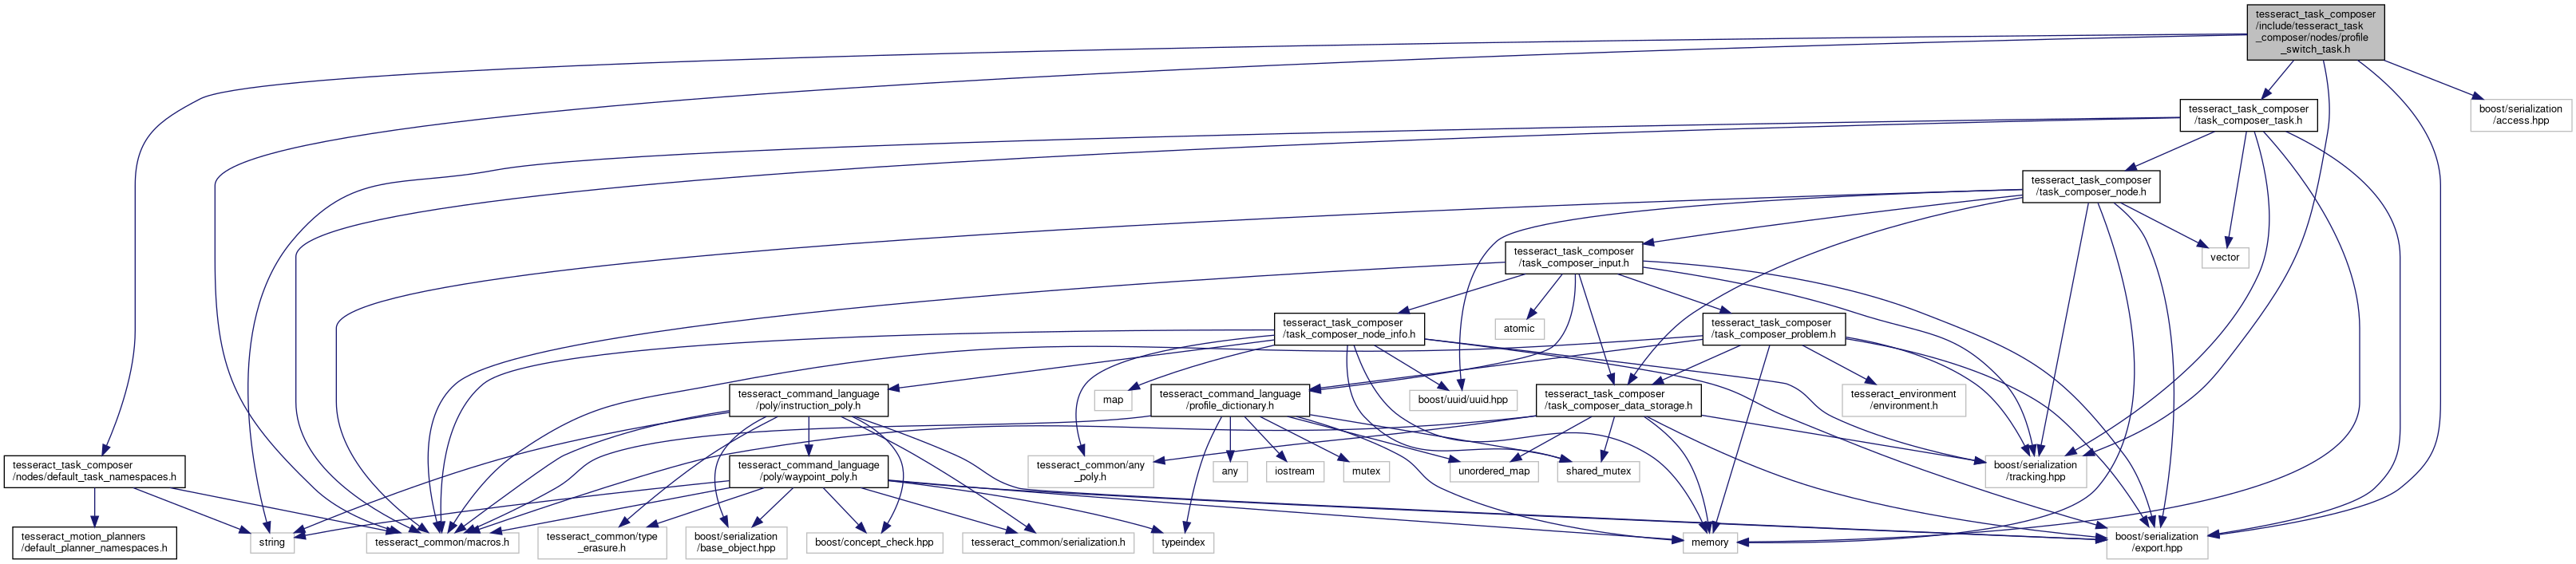 tesseract_task_composer
/include/tesseract_task
_composer/nodes/profile
_switch_task.h
tesseract_task_composer
/task_composer_task.h
boost/serialization
/access.hpp
tesseract_task_composer
/task_composer_node.h
tesseract_task_composer
/task_composer_input.h
vector
tesseract_task_composer
/task_composer_node_info.h
atomic
tesseract_task_composer
/task_composer_problem.h
tesseract_command_language
/poly/instruction_poly.h
map
tesseract_command_language
/profile_dictionary.h
boost/uuid/uuid.hpp
tesseract_task_composer
/task_composer_data_storage.h
tesseract_environment
/environment.h
tesseract_task_composer
/nodes/default_task_namespaces.h
tesseract_command_language
/poly/waypoint_poly.h
tesseract_common/any
_poly.h
any
iostream
mutex
unordered_map
shared_mutex
boost/serialization
/tracking.hpp
tesseract_motion_planners
/default_planner_namespaces.h
string
tesseract_common/macros.h
tesseract_common/type
_erasure.h
boost/serialization
/base_object.hpp
boost/concept_check.hpp
tesseract_common/serialization.h
typeindex
memory
boost/serialization
/export.hpp